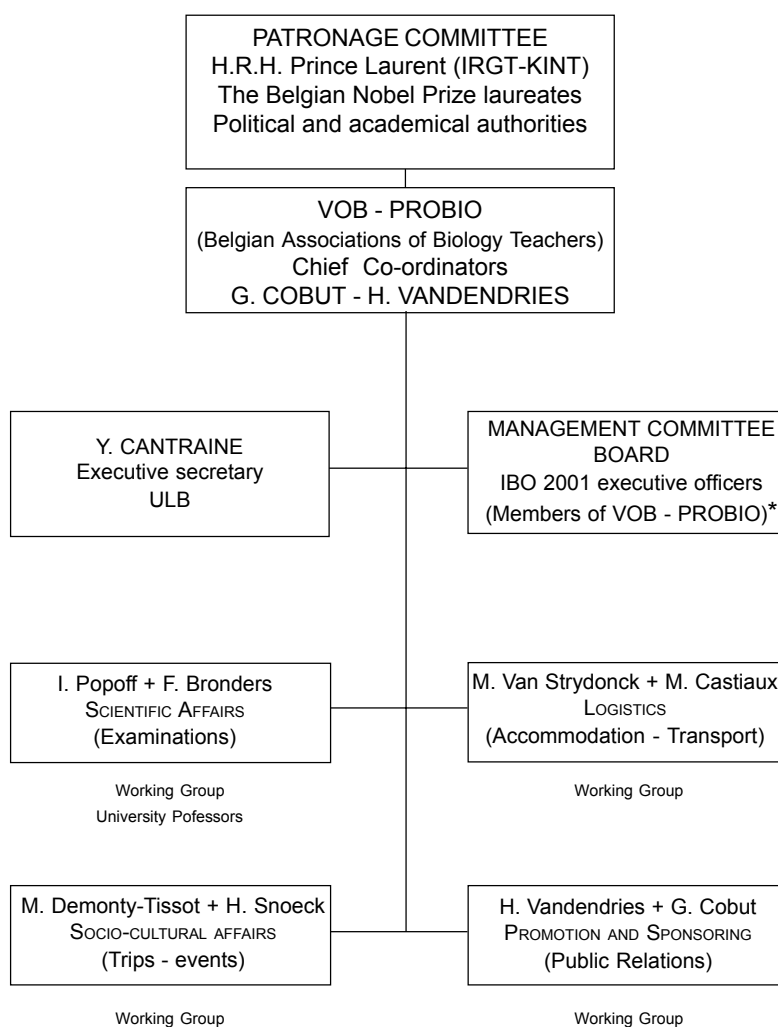 PATRONAGE COMMITTEE
H.R.H. Prince Laurent (IRGT-KINT)
The Belgian Nobel Prize laureates
Political and academical authorities
VOB - PROBIO
(Belgian Associations of Biology Teachers)
Chief Co-ordinators
G. COBUT - H. VANDENDRIES
Y. CANTRAINE
Executive secretary
ULB
MANAGEMENT COMMITTEE
BOARD
IBO 2001 executive officers
(Members of VOB - PROBIO)*
I. Popoff + F. Bronders
SCIENTIFIC AFFAIRS
(Examinations)
Working Group
University Pofessors
M. Van Strydonck + M. Castiaux
LOGISTICS
(Accommodation - Transport)
Working Group
M. Demonty-Tissot + H. Snoeck
SOCIO-CULTURAL AFFAIRS
(Trips - events)
Working Group
H. Vandendries + G. Cobut
PROMOTION AND SPONSORING
(Public Relations)
Working Group